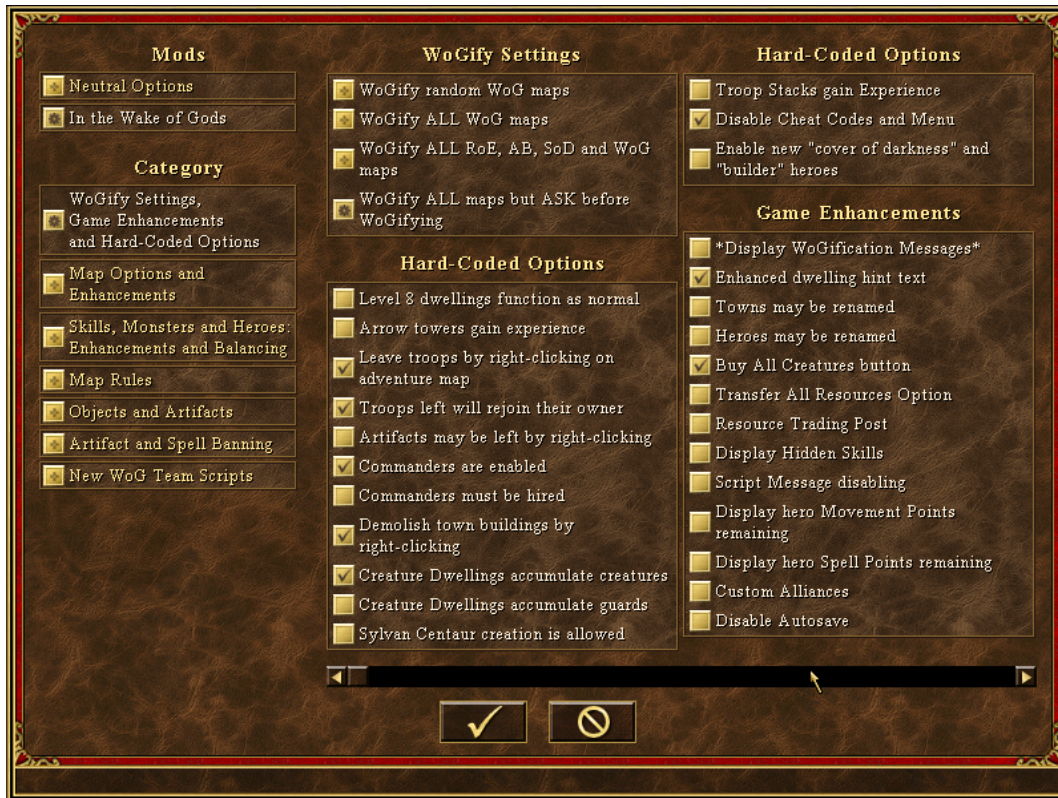 Mods
Neutral Options
In the Wake of Gods
Category
WoGify Settings,
Game Enhancements
and Hard-Coded Options
Map Options and
Enhancements
Skills, Monsters and Heroes:
Enhancements and Balancing
Map Rules
Objects and Artifacts
Artifact and Spell Banning
New WoG Team Scripts
WoGify Settings
WoGify random WoG maps
WoGify ALL WoG maps
WoGify ALL RoE, AB, SoD and WoG
maps
WoGify ALL maps but ASK before
WoGifying
Hard-Coded Options
Level 8 dwellings function as normal
Arrow towers gain experience
Leave troops by right-clicking on
adventure map
Troops left will rejoin their owner
Artifacts may be left by right-clicking
Commanders are enabled
Commanders must be hired
Demolish town buildings by
right-clicking
Creature Dwellings accumulate creatures
Creature Dwellings accumulate guards
Sylvan Centaur creation is allowed
Hard-Coded Options
Troop Stacks gain Experience
Disable Cheat Codes and Menu
Enable new "cover of darkness" and
"builder" heroes
Game Enhancements
*Display WoGification Messages*
Enhanced dwelling hint text
Towns may be renamed
Heroes may be renamed
Buy All Creatures button
Transfer All Resources Option
Resource Trading Post
Display Hidden Skills
Script Message disabling
Display hero Movement Points
remaining
Display hero Spell Points remaining
Custom Alliances
Disable Autosave